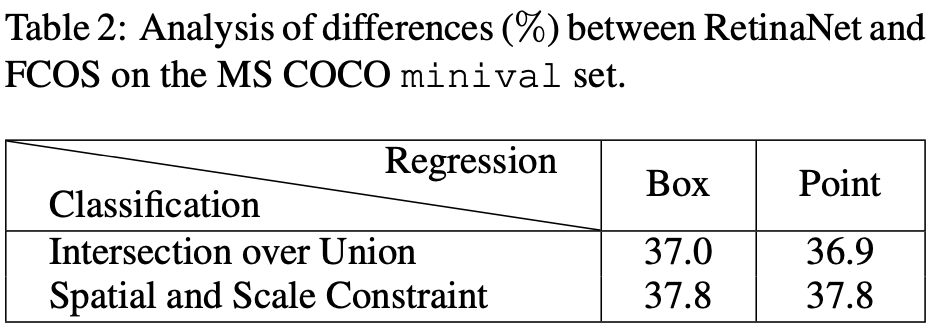 Table 2: Analysis of differences (%) between RetinaNet and
FCOS on the MS COCO minival set.
Regression
Classification
Box
Point
Intersection over Union 37.0 36.9
Spatial and Scale Constraint 37.8 37.8